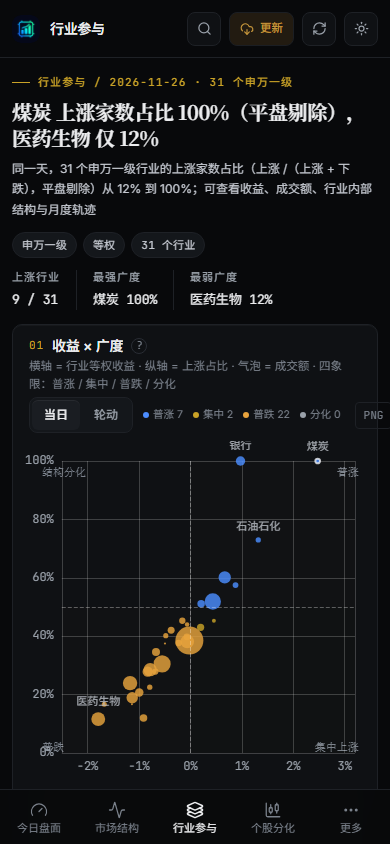 行业参与
更新
行业参与 / 2026-11-26 · 31 个申万一级
煤炭 上涨家数占比 100%（平盘剔除），
医药生物 仅 12%
同一天，31 个申万一级行业的上涨家数占比（上涨 /（上涨 + 下
跌），平盘剔除）从 12% 到 100%；可查看收益、成交额、行业内部
结构与月度轨迹
申万一级
等权
31 个行业
上涨行业
最强广度
最弱广度
9 / 31
煤炭 100%
医药生物 12%
01 收益 × 广度 ?
横轴 = 行业等权收益 · 纵轴 = 上涨占比 · 气泡 = 成交额 · 四象
限：普涨 / 集中 / 普跌 / 分化
当日
轮动
普涨 7
集中 2
普跌 22
分化 0
PNG
银行
煤炭
100%
结构分化
普涨
80%
石油石化
60%
40%
20%
医药生物
0%
普跌
集中上涨
-2%
-1%
0%
1%
2%
3%
今日盘面
市场结构
行业参与
个股分化
更多